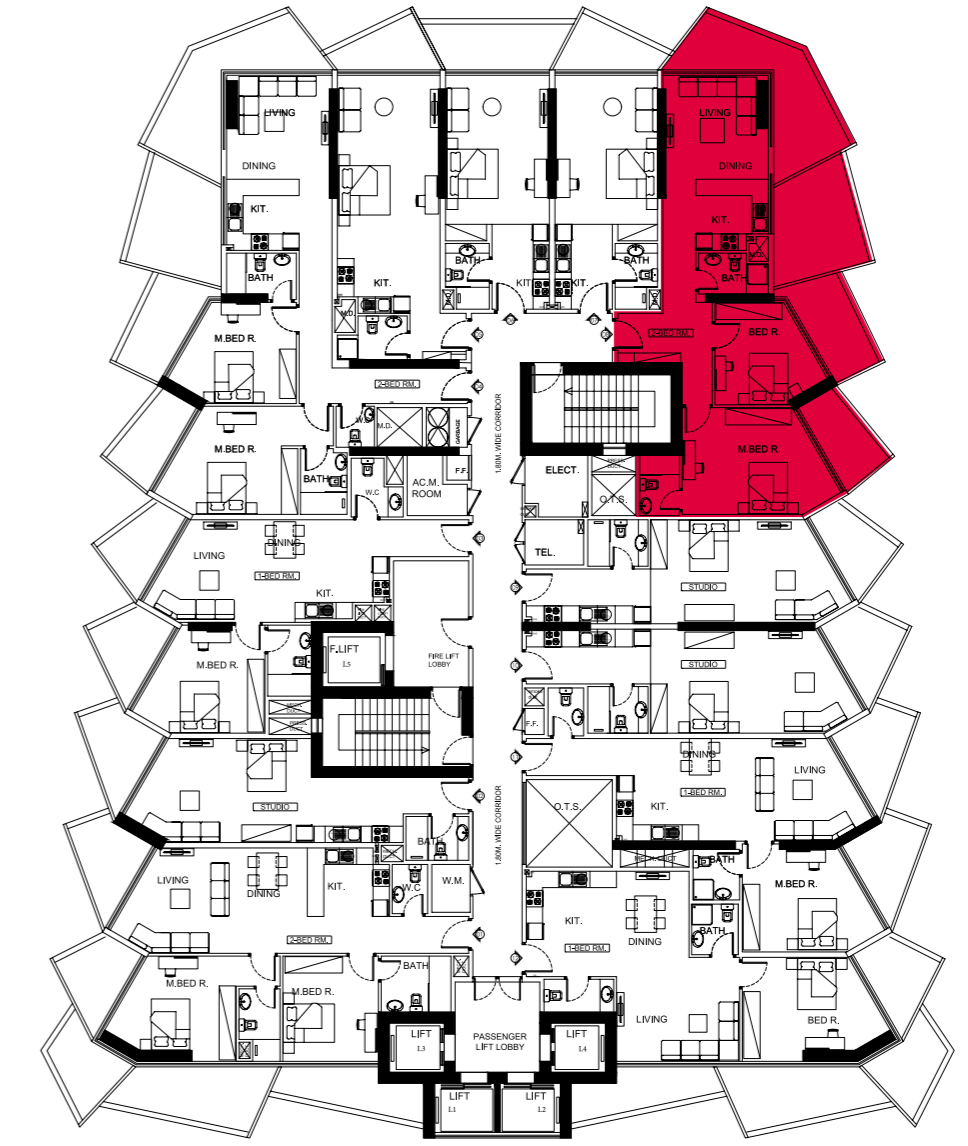 LIVING
LIVING
DINING
DINING
KIT.
KIT.
BATH
BATH
BATH
BATH
KIT.
KIT
KIT.
M.D.
M.D.
M.BED R.
2-BED RM.
BED R.
2-BED RM.
1.80M. WIDE CORRIDOR
W.C
M.D.
GARBAGE
M.BED R.
M.BED R.
BATH
W.C
AC.M.
ROOM
F.F.
ELECT.
O.T.S.
DINING
LIVING
TEL.
1-BED RM.
KIT.
STUDIO
F.LIFT
L5
FIRE LIFT
LOBBY
M.BED R.
STUDIO
F.F.
DINING
LIVING
1-BED RM.
STUDIO
O.T.S.
KIT.
1.80M. WIDE CORRIDOR
BATH
MECH. DUCT
BATH
LIVING
DINING
KIT.
W.C
W.M.
M.BED R.
KIT.
DINING
BATH
2-BED RM.
1-BED RM.
M.BED R.
M.BED R.
BATH
LIVING
BED R.
LIFT
L3
PASSENGER
LIFT LOBBY
LIFT
L4
LIFT
L1
LIFT
L2